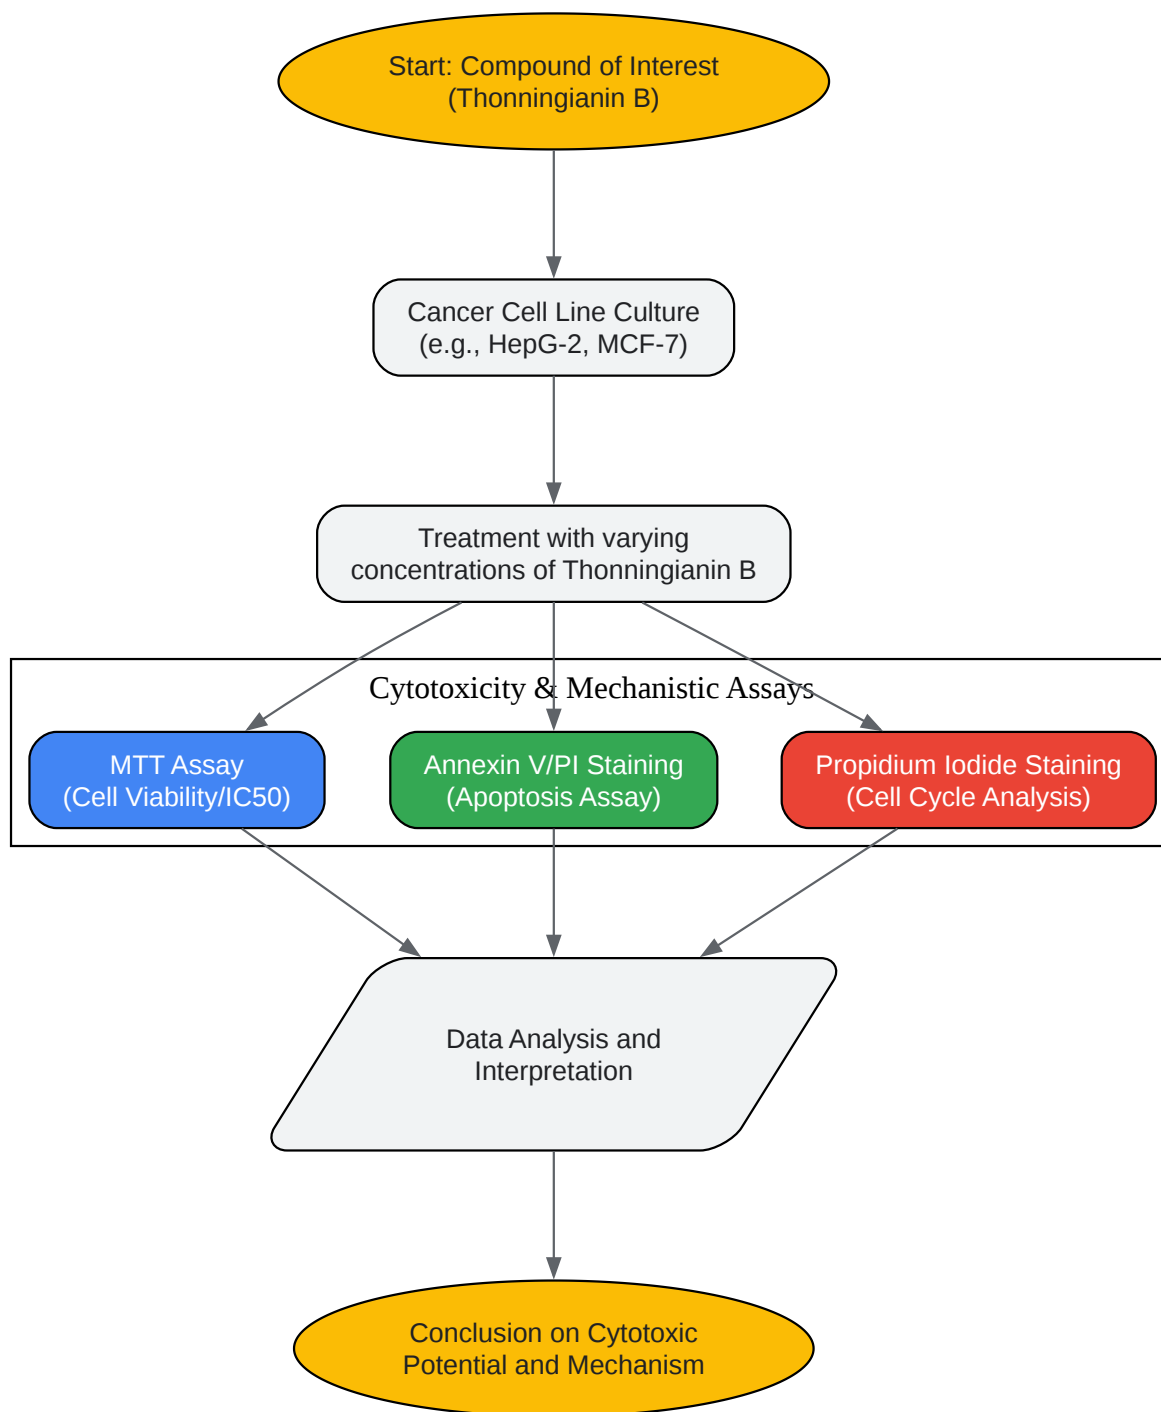 Start: Compound of Interest
(Thonningianin B)
Cancer Cell Line Culture
(e.g., HepG-2, MCF-7)
Treatment with varying
concentrations of Thonningianin B
Cytotoxicity & Mechanistic Assays
MTT Assay
(Cell Viability/IC50)
Annexin V/PI Staining
(Apoptosis Assay)
Propidium Iodide Staining
(Cell Cycle Analysis)
Data Analysis and
Interpretation
Conclusion on Cytotoxic
Potential and Mechanism